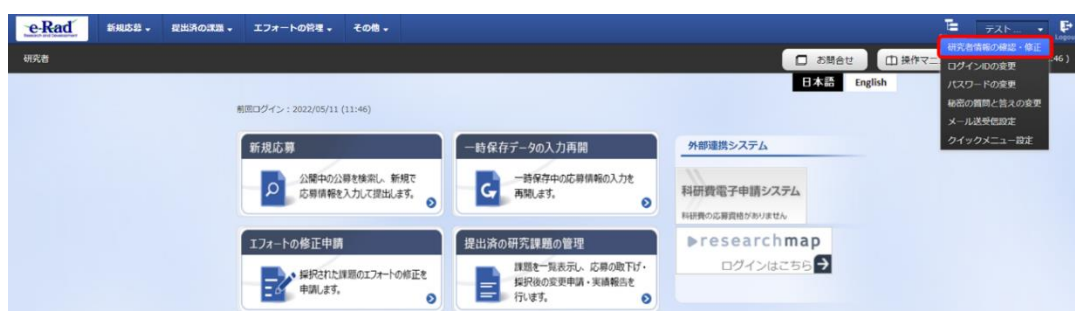 e-Rad
新規応募
提出済の課題
エフォートの管理
その他
テスト...
Logout
研究者
お問合せ
操作マニ
.46 )
研究者情報の確認・修正
ログインIDの変更
パスワードの変更
秘密の質問と答えの変更
メール送受信設定
クイックメニュー設定
日本語 English
前回ログイン：2022/05/11 (11:46)
新規応募
公開中の公募を検索し、新規で
応募情報を入力して提出します。
一時保存データの入力再開
一時保存中の応募情報の入力を
再開します。
外部連携システム
科研費電子申請システム
科研費の応募資格がありません
エフォートの修正申請
採択された課題のエフォートの修正を
申請します。
提出済の研究課題の管理
課題を一覧表示し、応募の取下げ・
採択後の変更申請・実績報告を
行います。
researchmap
ログインはこちら